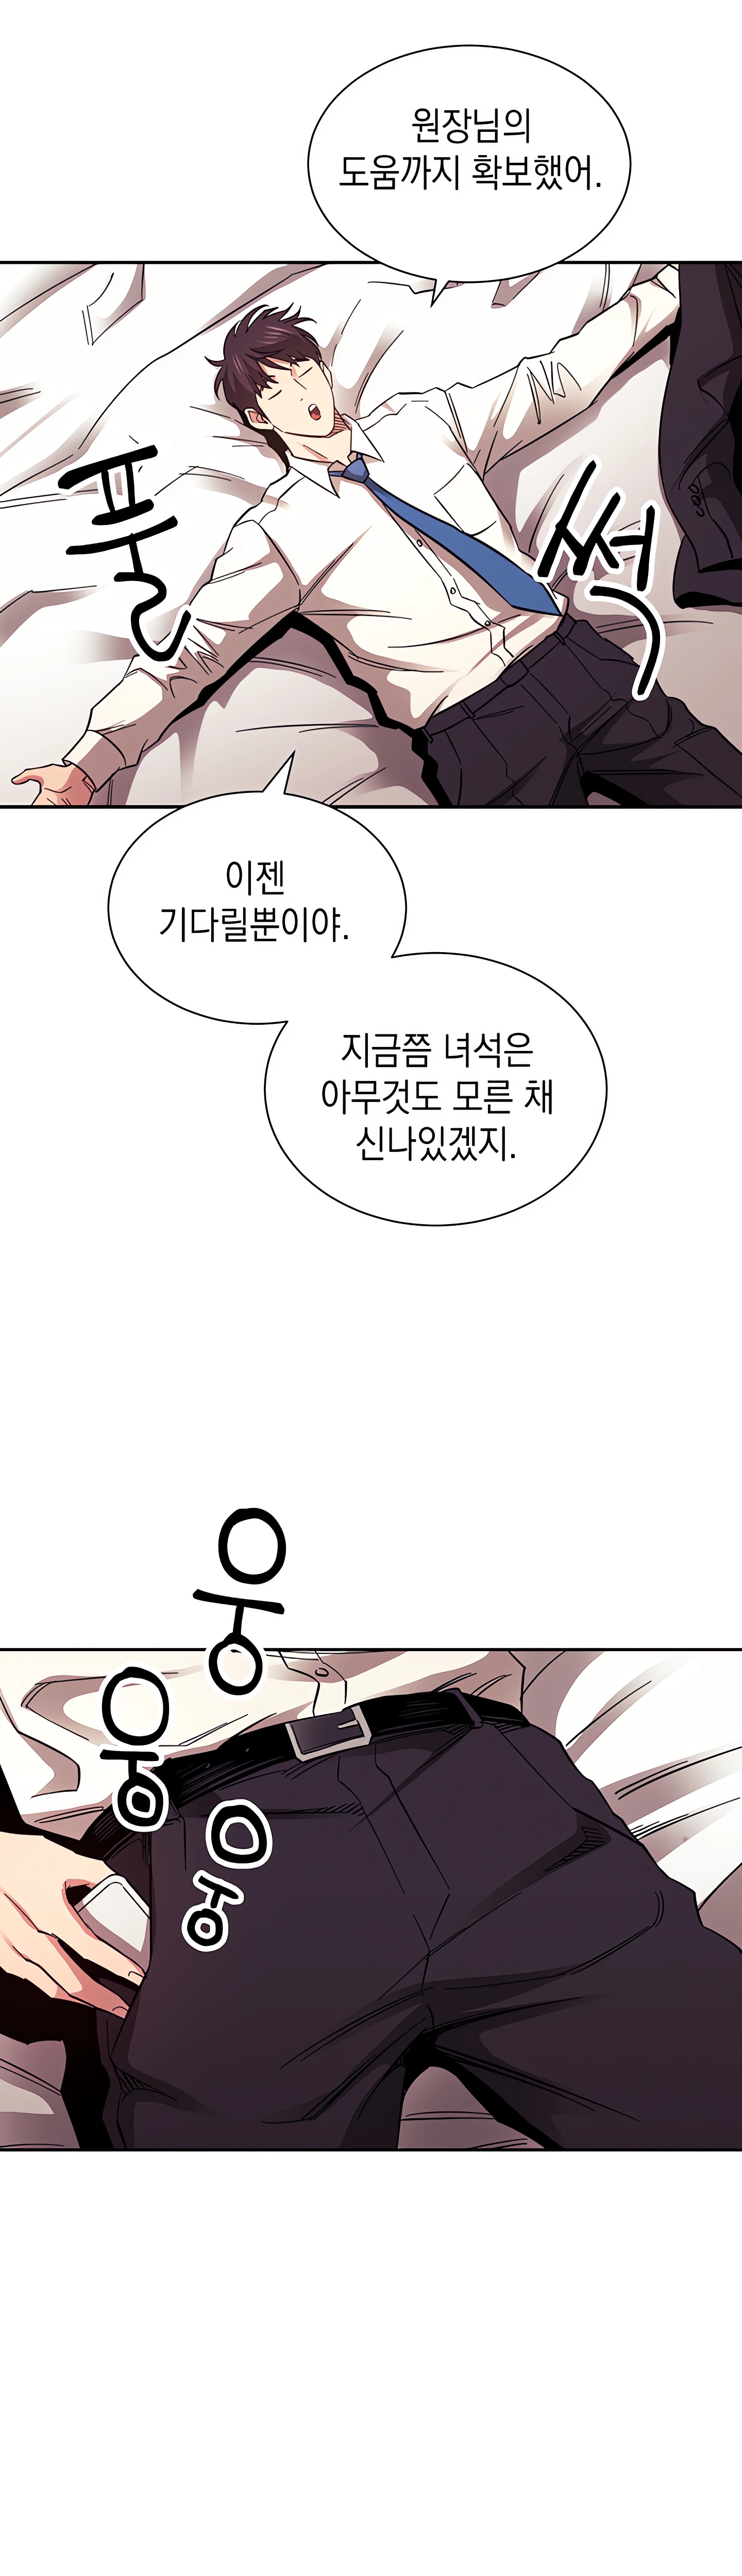 원장님의
도움까지 확보했어.
풀
썩
이젠
기다릴뿐이야.
지금쯤 녀석은
아무것도 모른 채
신나있겠지.
웅
웅
웅